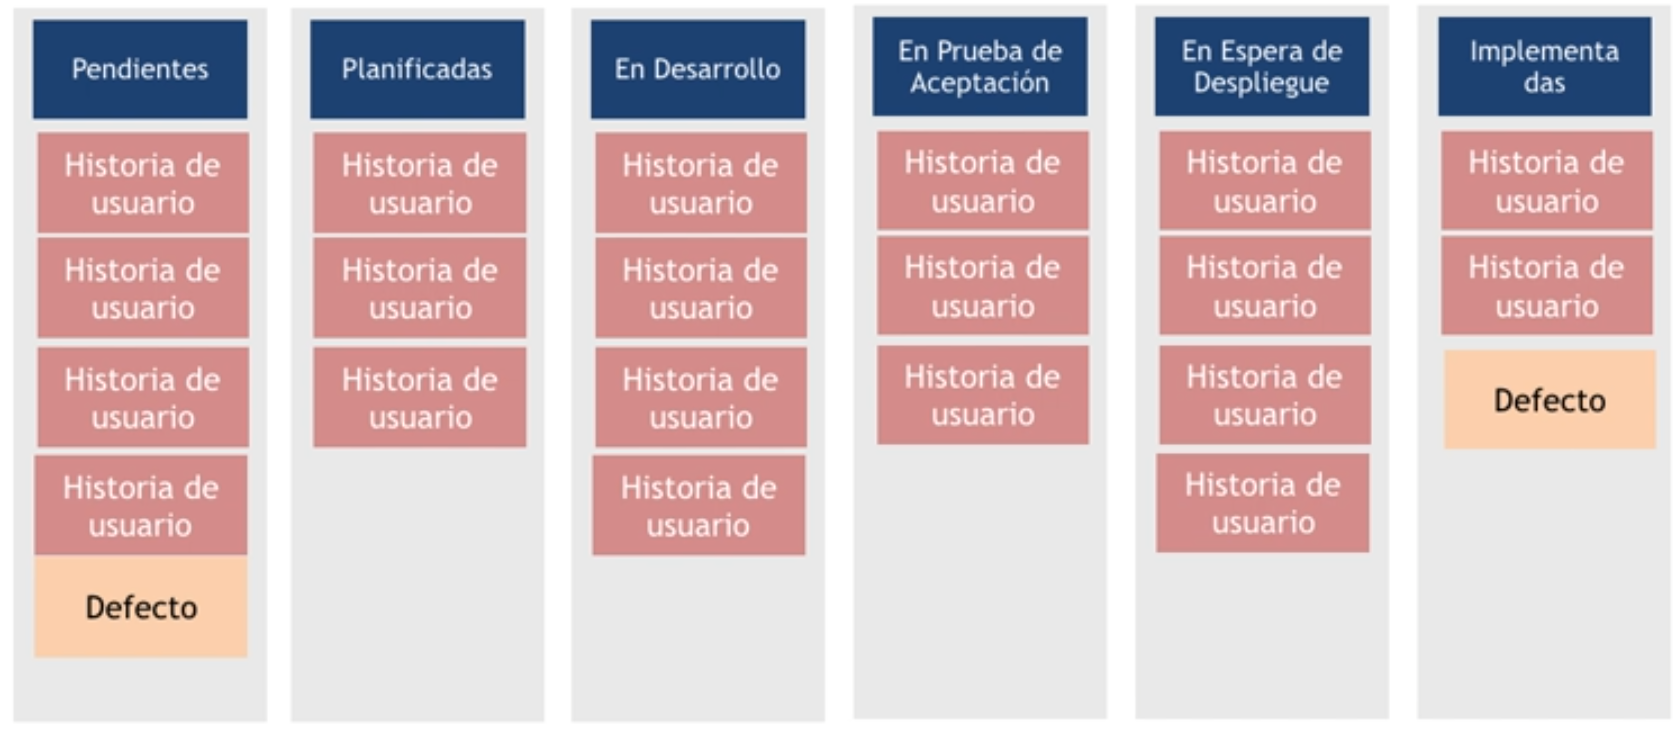 Pendientes
Historia de
usuario
Historia de
usuario
Historia de
usuario
Historia de
usuario
Defecto
Planificadas
Historia de
usuario
Historia de
usuario
Historia de
usuario
En Desarrollo
Historia de
usuario
Historia de
usuario
Historia de
usuario
Historia de
usuario
En Prueba de
Aceptación
Historia de
usuario
Historia de
usuario
Historia de
usuario
En Espera de
Despliegue
Historia de
usuario
Historia de
usuario
Historia de
usuario
Historia de
usuario
Implementa
das
Historia de
usuario
Historia de
usuario
Defecto